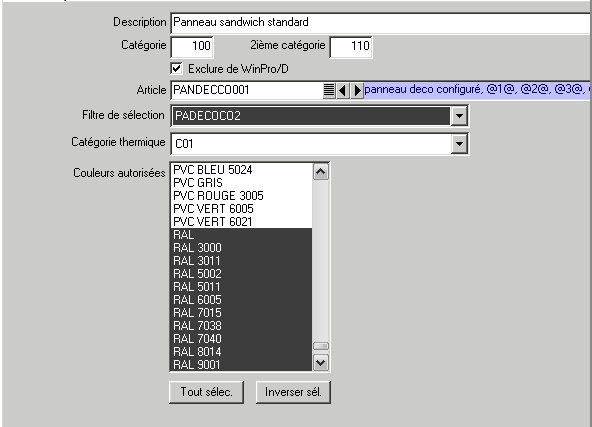 Description Panneau sandwich standard
Catégorie 100 2ième catégorie 110
Exclure de WinPro/D
Article PANDECCO001 panneau deco configuré, @1@, @2@, @3@,
Filtre de sélection PADECOCO2
Catégorie thermique C01
Couleurs autorisées PVC BLEU 5024
PVC GRIS
PVC ROUGE 3005
PVC VERT 6005
PVC VERT 6021
RAL
RAL 3000
RAL 3011
RAL 5002
RAL 5011
RAL 6005
RAL 7015
RAL 7038
RAL 7040
RAL 8014
RAL 9001
Tout sélec. Inverser sél.